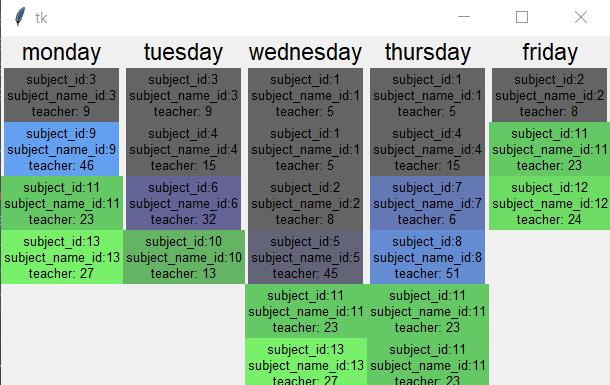 tk
monday
subject_id:3
subject_name_id:3
teacher: 9
subject_id:9
subject_name_id:9
teacher: 46
subject_id:11
subject_name_id:11
teacher: 23
subject_id:13
subject_name_id:13
teacher: 27
tuesday
subject_id:3
subject_name_id:3
teacher: 9
subject_id:4
subject_name_id:4
teacher: 15
subject_id:6
subject_name_id:6
teacher: 32
subject_id:10
subject_name_id:10
teacher: 13
wednesday
subject_id:1
subject_name_id:1
teacher: 5
subject_id:1
subject_name_id:1
teacher: 5
subject_id:2
subject_name_id:2
teacher: 8
subject_id:5
subject_name_id:5
teacher: 45
subject_id:11
subject_name_id:11
teacher: 23
subject_id:13
subject_name_id:13
teacher: 27
thursday
subject_id:1
subject_name_id:1
teacher: 5
subject_id:4
subject_name_id:4
teacher: 15
subject_id:7
subject_name_id:7
teacher: 6
subject_id:8
subject_name_id:8
teacher: 51
subject_id:11
subject_name_id:11
teacher: 23
subject_id:11
subject_name_id:11
teacher: 23
friday
subject_id:2
subject_name_id:2
teacher: 8
subject_id:11
subject_name_id:11
teacher: 23
subject_id:12
subject_name_id:12
teacher: 24